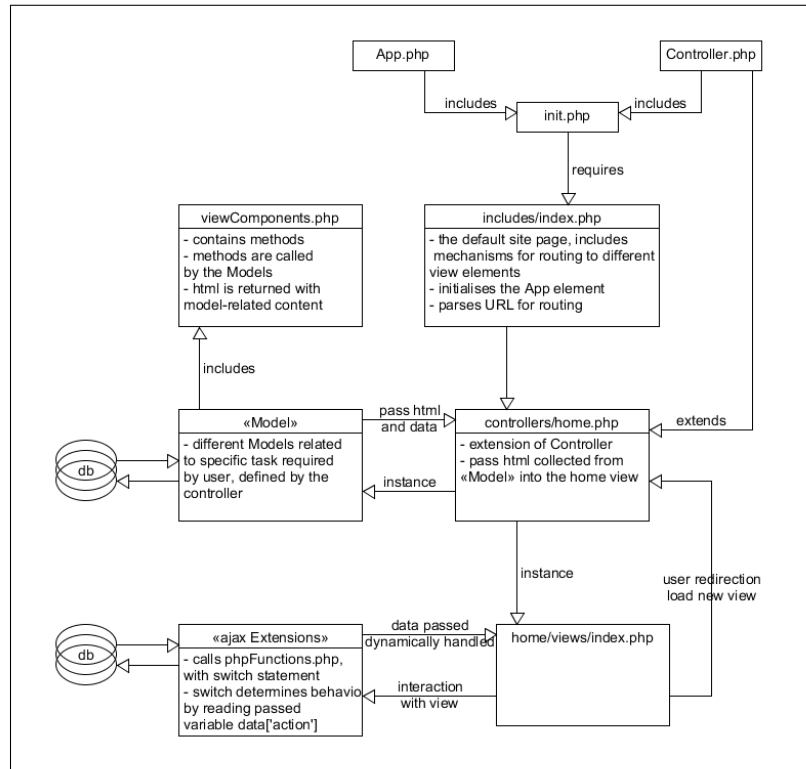 App.php
Controller.php
includes
includes
init.php
requires
viewComponents.php
- contains methods
- methods are called
by the Models
- html is returned with
model-related content
includes/index.php
- the default site page, includes
mechanisms for routing to different
view elements
- initialises the App element
- parses URL for routing
includes
«Model»
- different Models related
to specific task required
by user, defined by the
controller
db
pass html
and data
instance
controllers/home.php
- extension of Controller
- pass html collected from
«Model» into the home view
extends
instance
user redirection
load new view
db
«ajax Extensions»
- calls phpFunctions.php,
with switch statement
- switch determines behavio
by reading passed
variable data['action']
data passed
dynamically handled
interaction
with view
home/views/index.php